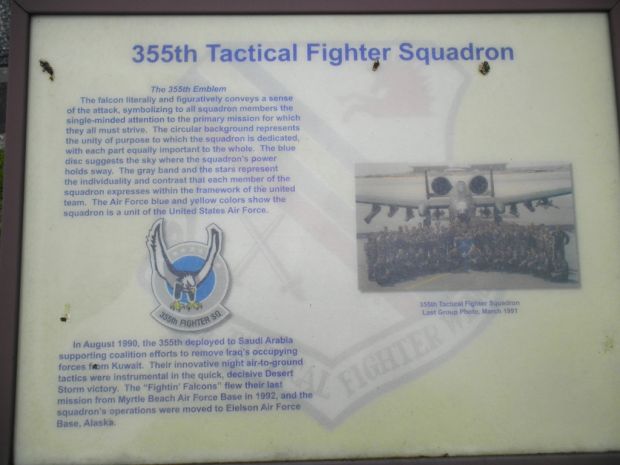 355th Tactical Fighter Squadron
The 355th Emblem
The falcon literally and figuratively conveys a sense
of the attack, symbolizing to all squadron members the
single-minded attention to the primary mission for which
they all must strive. The circular background represents
the unity of purpose to which the squadron is dedicated,
with each part equally important to the whole. The blue
disc suggests the sky where the squadron's power
holds sway. The gray band and the stars represent
the individuality and contrast that each member of the
squadron expresses within the framework of the united
team. The Air Force blue and yellow colors show the
squadron is a unit of the United States Air Force.
355th FIGHTER SQ.
355th Tactical Fighter Squadron
Last Group Photo, March 1991
In August 1990, the 355th deployed to Saudi Arabia
supporting coalition efforts to remove Iraq's occupying
forces from Kuwait. Their innovative night air-to-ground
tactics were instrumental in the quick, decisive Desert
Storm victory. The "Fightin' Falcons" flew their last
mission from Myrtle Beach Air Force Base in 1992, and the
squadron's operations were moved to Eielson Air Force
Base, Alaska.
FIGHTER